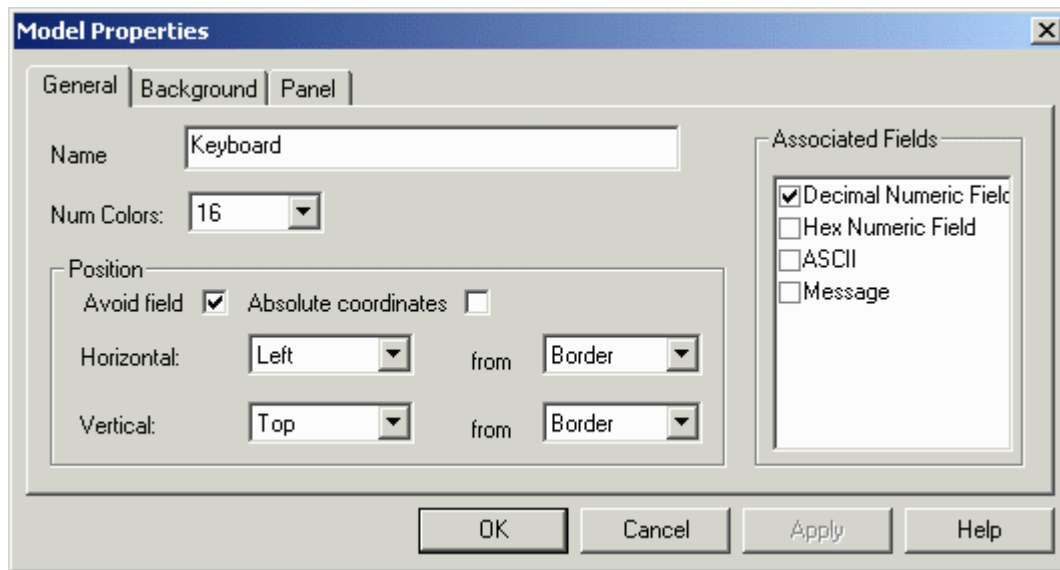 Model Properties
General Background Panel
Name Keyboard
Num Colors: 16
Position
Avoid field Absolute coordinates
Horizontal: Left from Border
Vertical: Top from Border
Associated Fields
Decimal Numeric Field
Hex Numeric Field
ASCII
Message
OK Cancel Apply Help